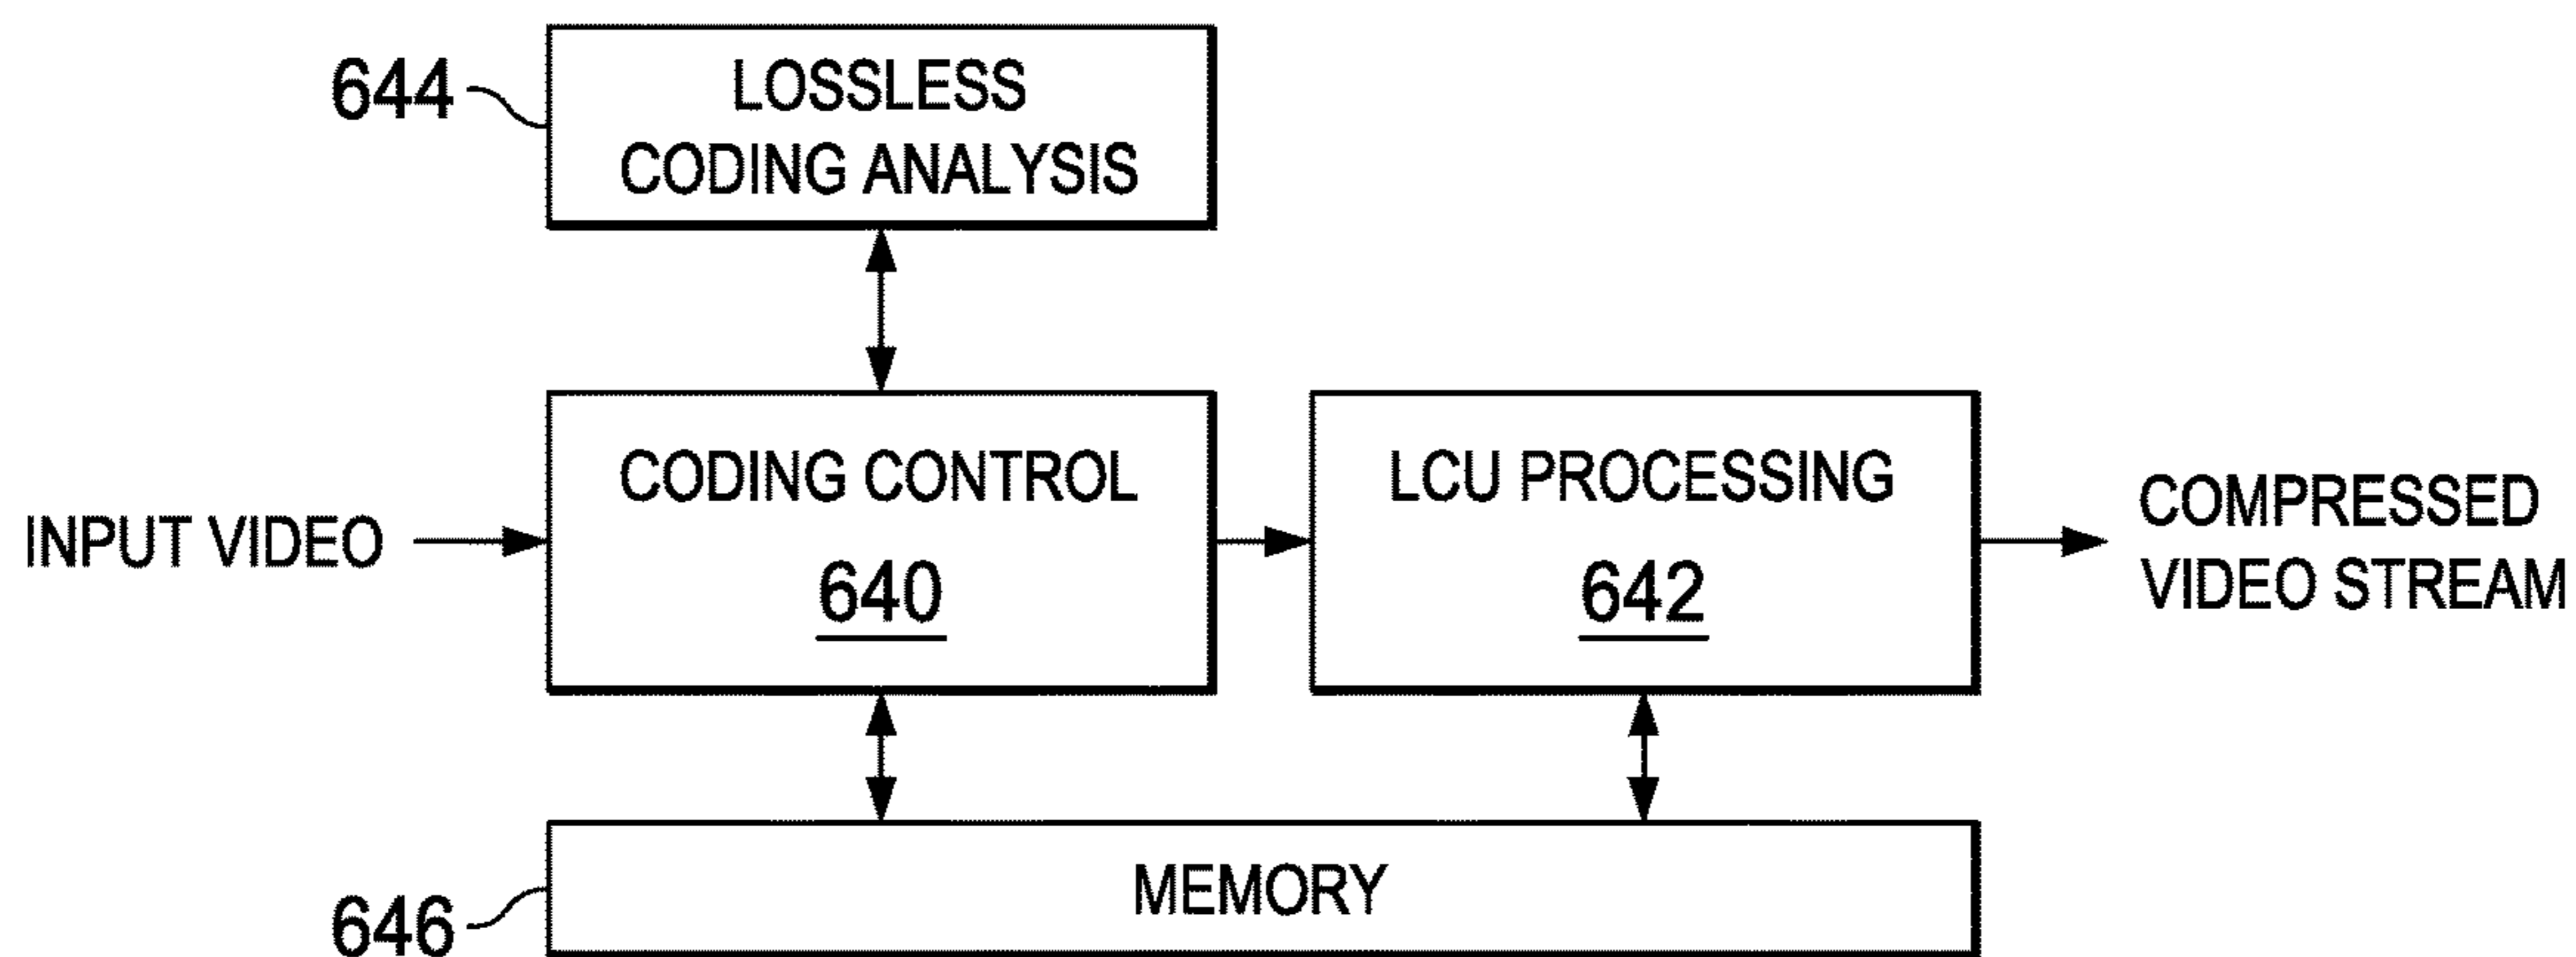 644
LOSSLESS
CODING ANALYSIS
INPUT VIDEO
CODING CONTROL
640
LCU PROCESSING
642
COMPRESSED
VIDEO STREAM
646
MEMORY